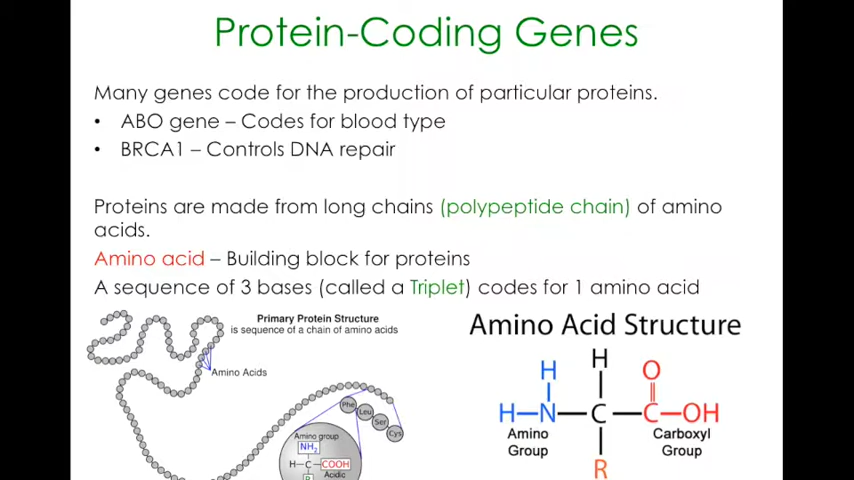 Protein-Coding Genes
Many genes code for the production of particular proteins.
• ABO gene – Codes for blood type
• BRCA1 – Controls DNA repair
Proteins are made from long chains (polypeptide chain) of amino
acids.
Amino acid – Building block for proteins
A sequence of 3 bases (called a Triplet) codes for 1 amino acid
Primary Protein Structure
is sequence of a chain of amino acids
Amino Acids
Phe
Leu
Ser
Cys
Amino group
NH₂
H–C–COOH
Acidic
R
Amino Acid Structure
H H O
H–N–C–C–OH
Amino Group
Carboxyl Group
R